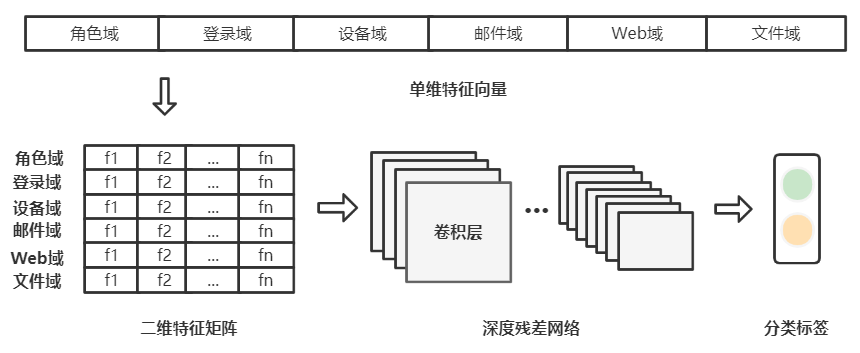 角色域 登录域 设备域 邮件域 Web域 文件域
单维特征向量
角色域 f1 f2 ... fn
登录域 f1 f2 ... fn
设备域 f1 f2 ... fn
邮件域 f1 f2 ... fn
Web域 f1 f2 ... fn
文件域 f1 f2 ... fn
卷积层
...
二维特征矩阵 深度残差网络 分类标签